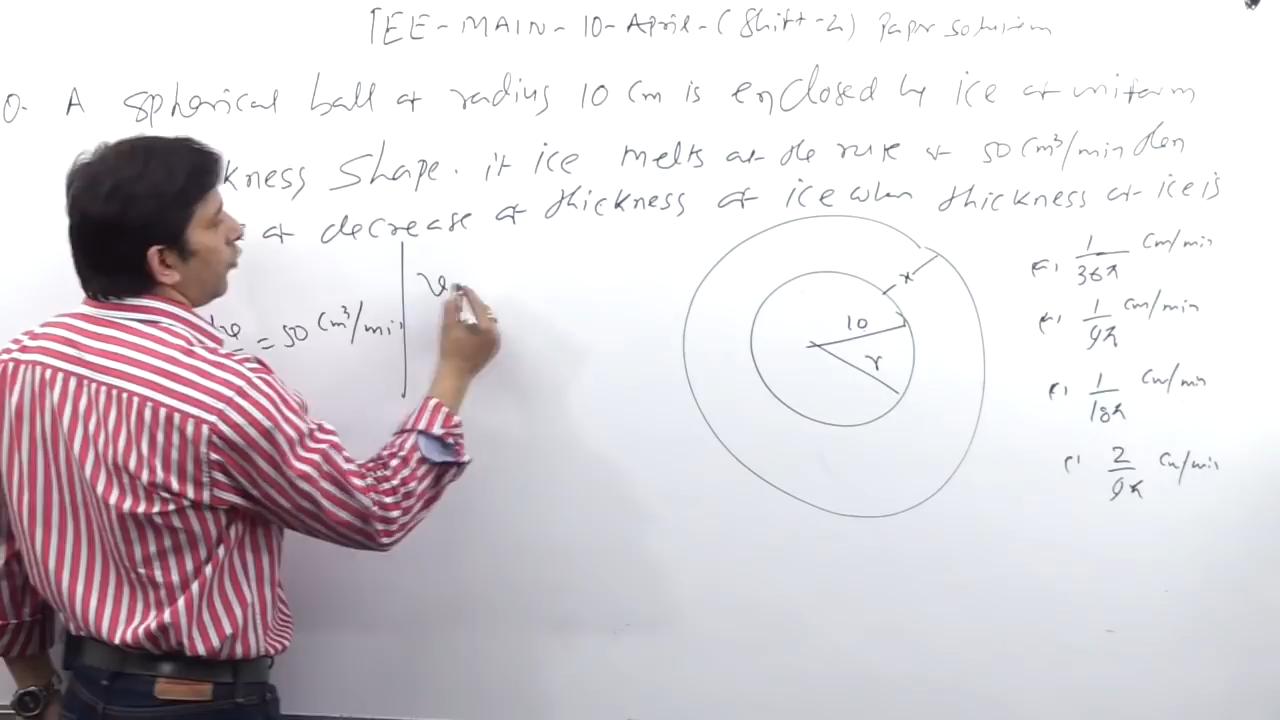 JEE-MAIN-10-April-(Shift-2) Paper solution
Q. A spherical ball of radius 10 Cm is enclosed by ice of uniform
kness Shape. if ice melts at the rate of 50 Cm³/min then
of decrease of thickness of ice when thickness of ice is
1/36π Cm/min
1/9π Cm/min
1/18π Cm/min
2/9π Cm/min
= 50 Cm³/min
x
10
r